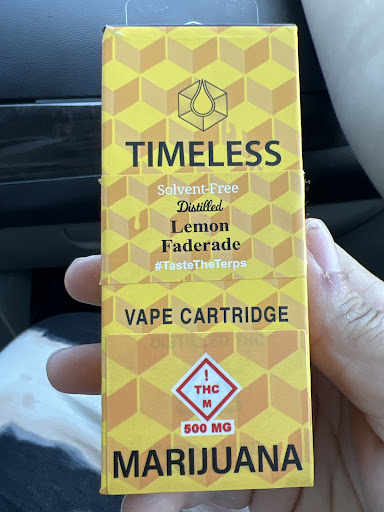 TIMELESS
Solvent-Free
Distilled
Lemon
Faderade
#TasteTheTerps
VAPE CARTRIDGE
!
THC
M
500 MG
MARIJUANA